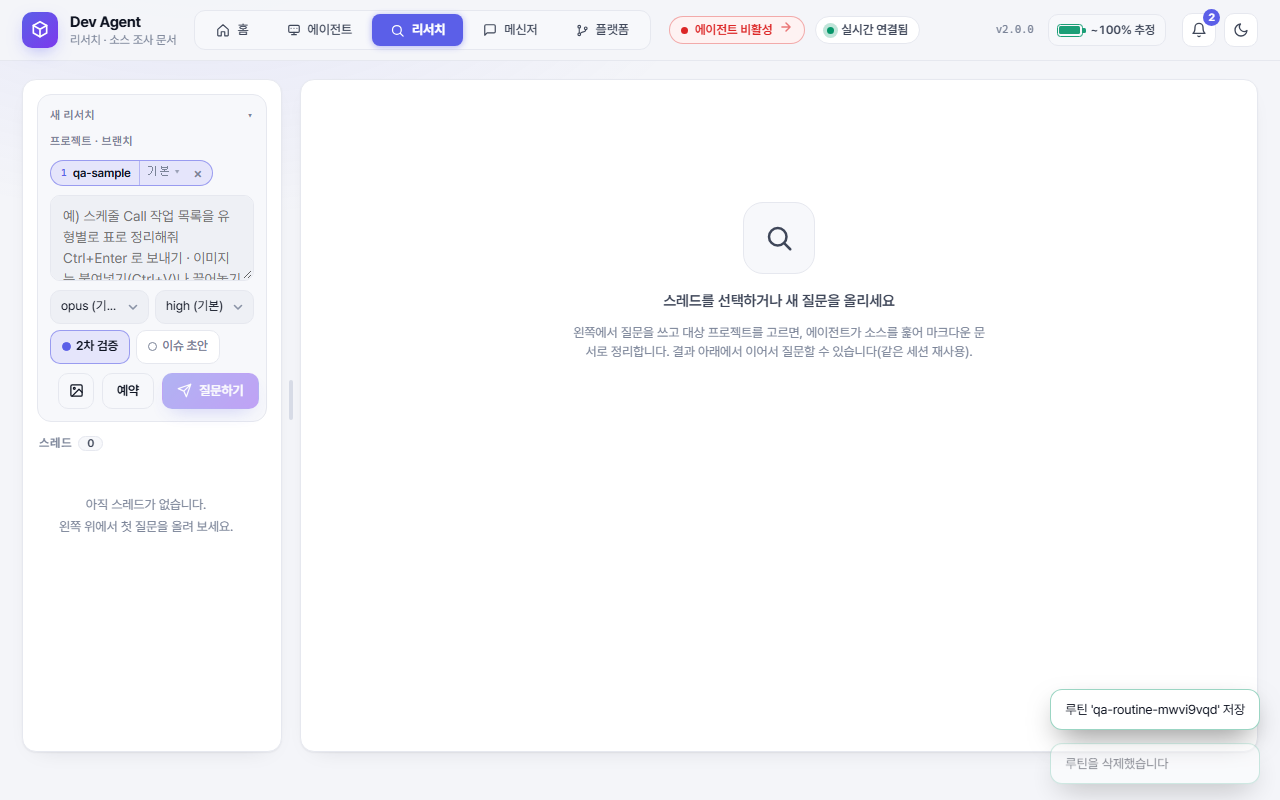 Dev Agent
리서치 · 소스 조사 문서
홈
에이전트
리서치
메신저
플랫폼
에이전트 비활성 →
실시간 연결됨
v2.0.0
~100% 추정
2
새 리서치
프로젝트 · 브랜치
1 qa-sample 기본 ×
예) 스케줄 Call 작업 목록을 유
형별로 표로 정리해줘
Ctrl+Enter 로 보내기 · 이미지
는 붙여넣기(Ctrl+V)나 끌어놓기
opus (기...
high (기본)
2차 검증
이슈 초안
예약
질문하기
스레드 0
아직 스레드가 없습니다.
왼쪽 위에서 첫 질문을 올려 보세요.
스레드를 선택하거나 새 질문을 올리세요
왼쪽에서 질문을 쓰고 대상 프로젝트를 고르면, 에이전트가 소스를 훑어 마크다운 문
서로 정리합니다. 결과 아래에서 이어서 질문할 수 있습니다(같은 세션 재사용).
루틴 'qa-routine-mwvi9vqd' 저장
루틴을 삭제했습니다